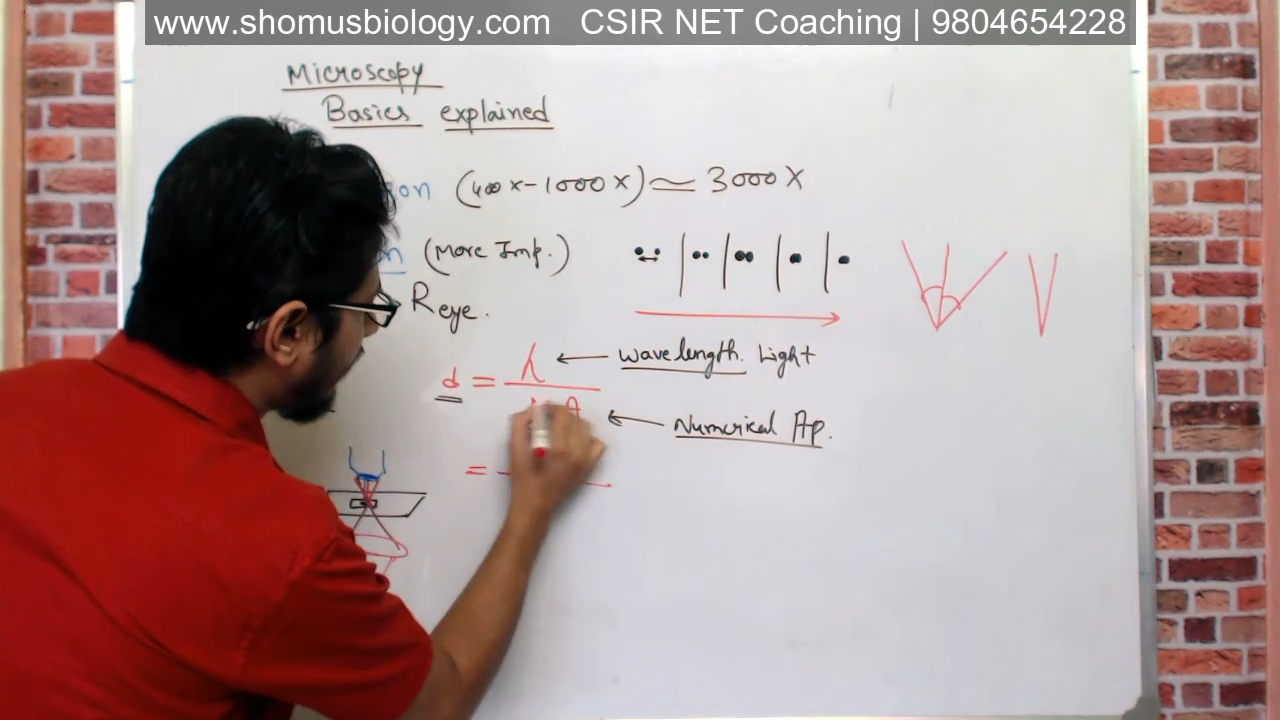 www.shomusbiology.com CSIR NET Coaching | 9804654228
Microscopy
Basics explained
(400x-1000X) ≃ 3000X
(More Imp.)
Reye.
d = λ ← Wavelength. Light
A ← Numerical Ap.
=